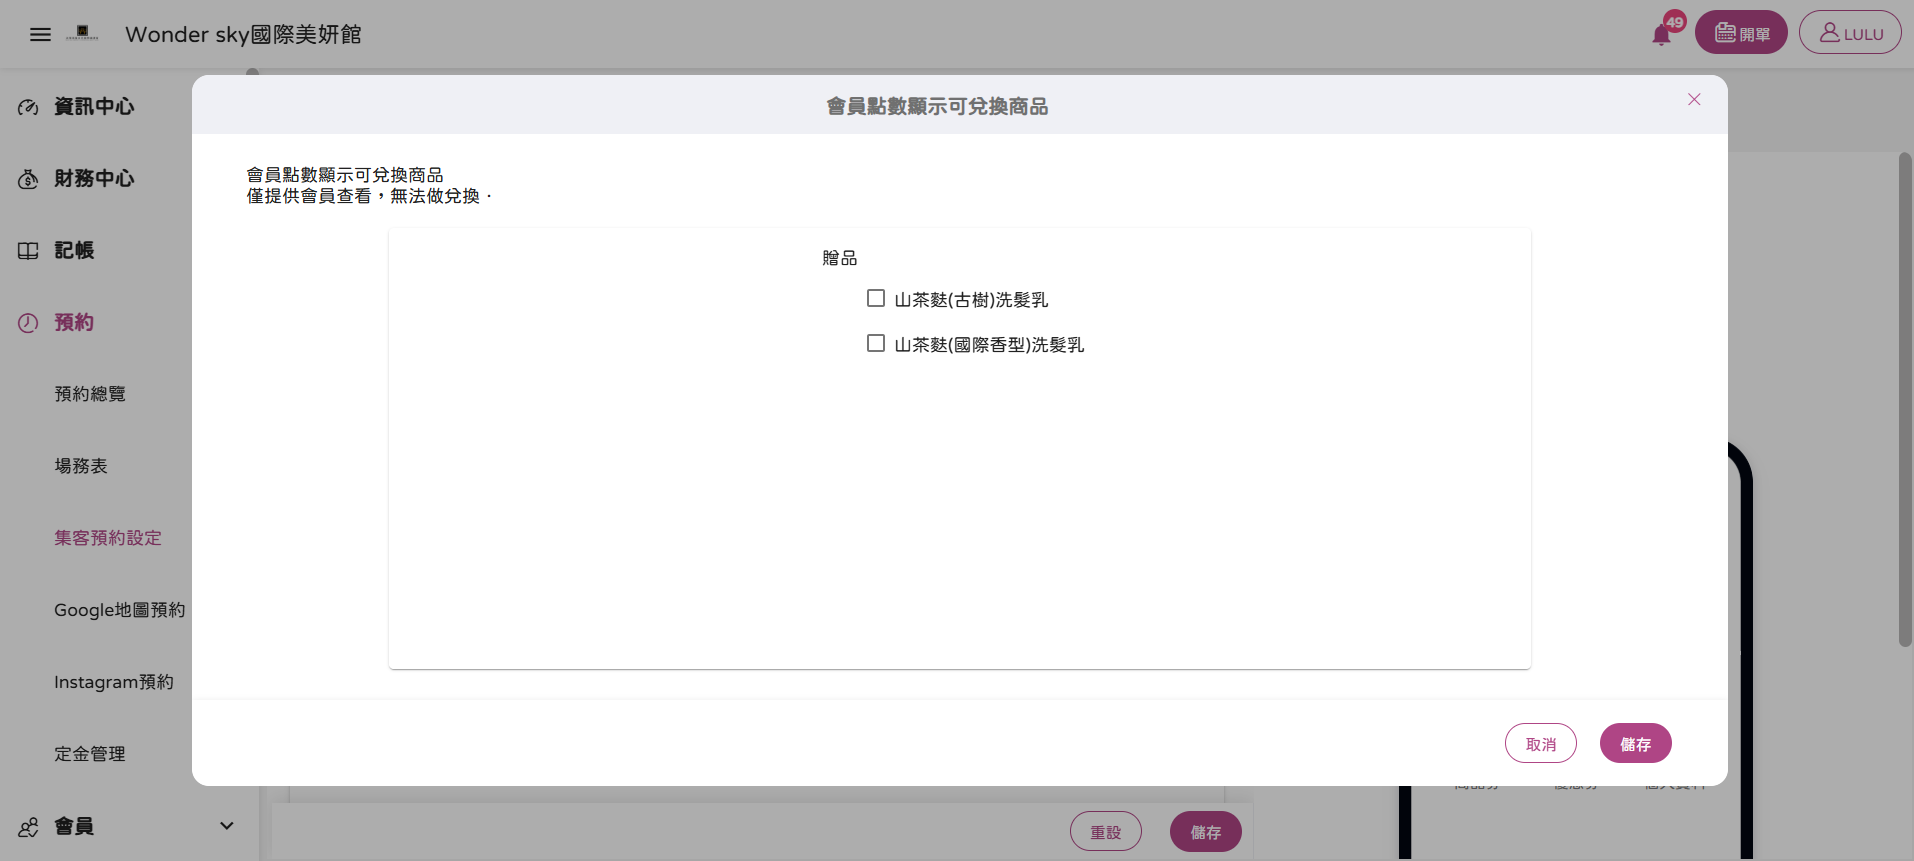 Wonder sky國際美妍館
49
開單
LULU
資訊中心
財務中心
記帳
預約
預約總覽
場務表
集客預約設定
Google地圖預約
Instagram預約
定金管理
會員
會員點數顯示可兌換商品
會員點數顯示可兌換商品
僅提供會員查看，無法做兌換．
贈品
山茶麩(古樹)洗髮乳
山茶麩(國際香型)洗髮乳
取消
儲存
重設
儲存